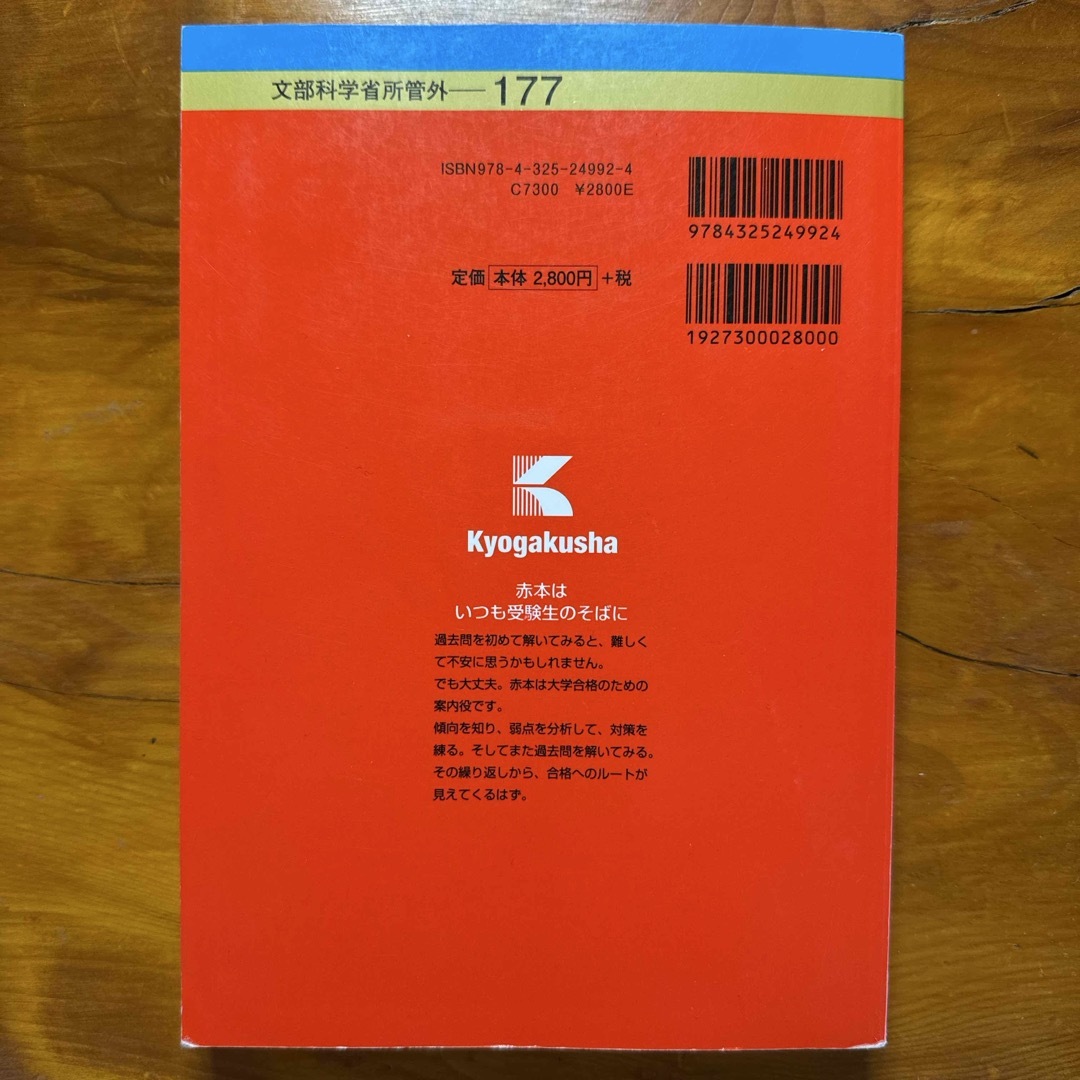 文部科学省所管外―177
ISBN978-4-325-24992-4
C7300 ¥2800E
9784325249924
定価 本体 2,800円 +税
1927300028000
Kyogakusha
赤本は
いつも受験生のそばに
過去問を初めて解いてみると、難しく
て不安に思うかもしれません。
でも大丈夫。赤本は大学合格のための
案内役です。
傾向を知り、弱点を分析して、対策を
練る。そしてまた過去問を解いてみる。
その繰り返しから、合格へのルートが
見えてくるはず。